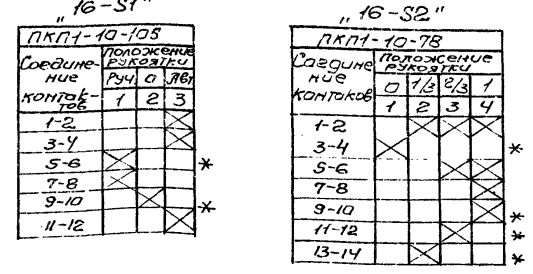 "16-S1"
ПКП1-10-105
Соедине-
ние
контак-
тов
Положение
рукоятки
Руч. 0 Авт
1 2 3
1-2
3-4
5-6 *
7-8
9-10 *
11-12
"16-S2"
ПКП1-10-78
Соедине
ние
контаков
Положение
рукоятки
0 1/3 2/3 1
1 2 3 4
1-2
3-4 *
5-6
7-8
9-10 *
11-12 *
13-14 *